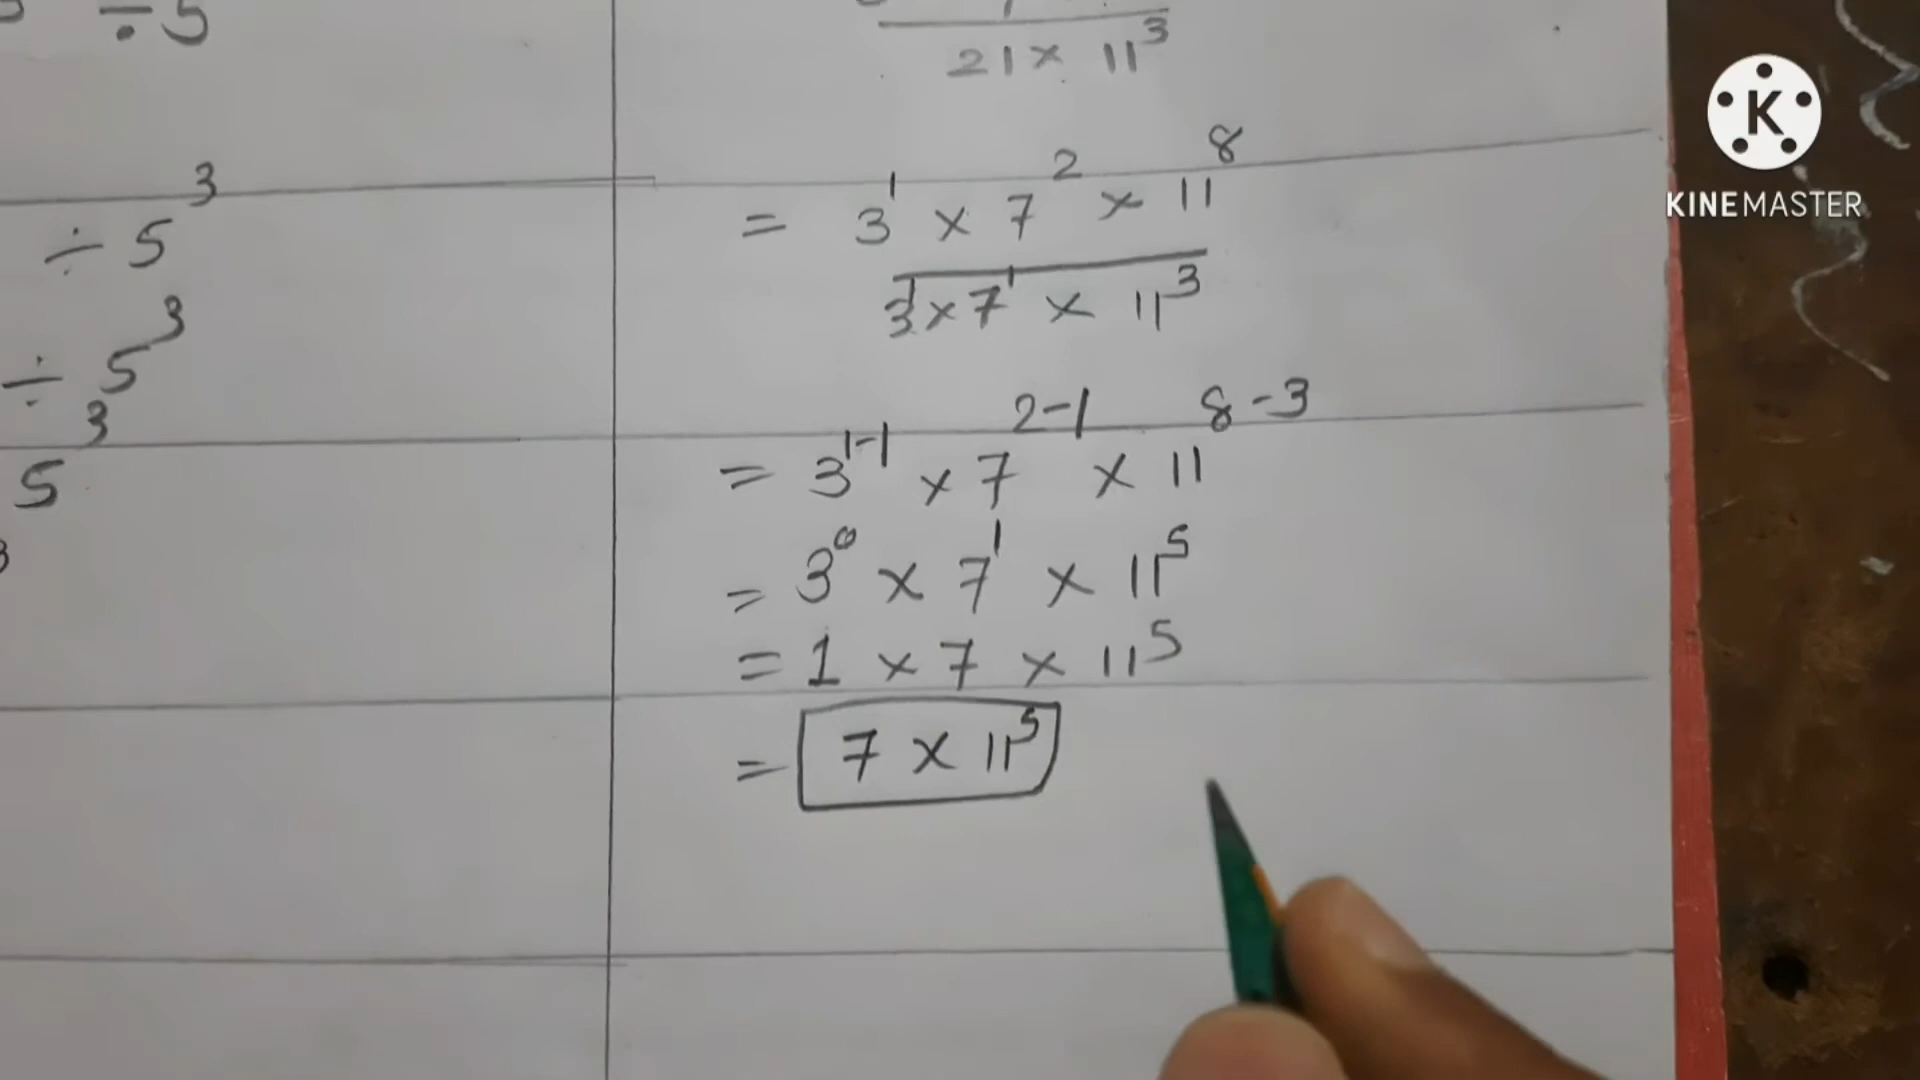 ÷5
÷ 5³
÷ 5³
5³
21 × 11³
= 3¹ × 7² × 11⁸
3¹ × 7¹ × 11³
= 3¹⁻¹ × 7²⁻¹ × 11⁸⁻³
= 3⁰ × 7¹ × 11⁵
= 1 × 7 × 11⁵
= 7 × 11⁵
K
KINEMASTER